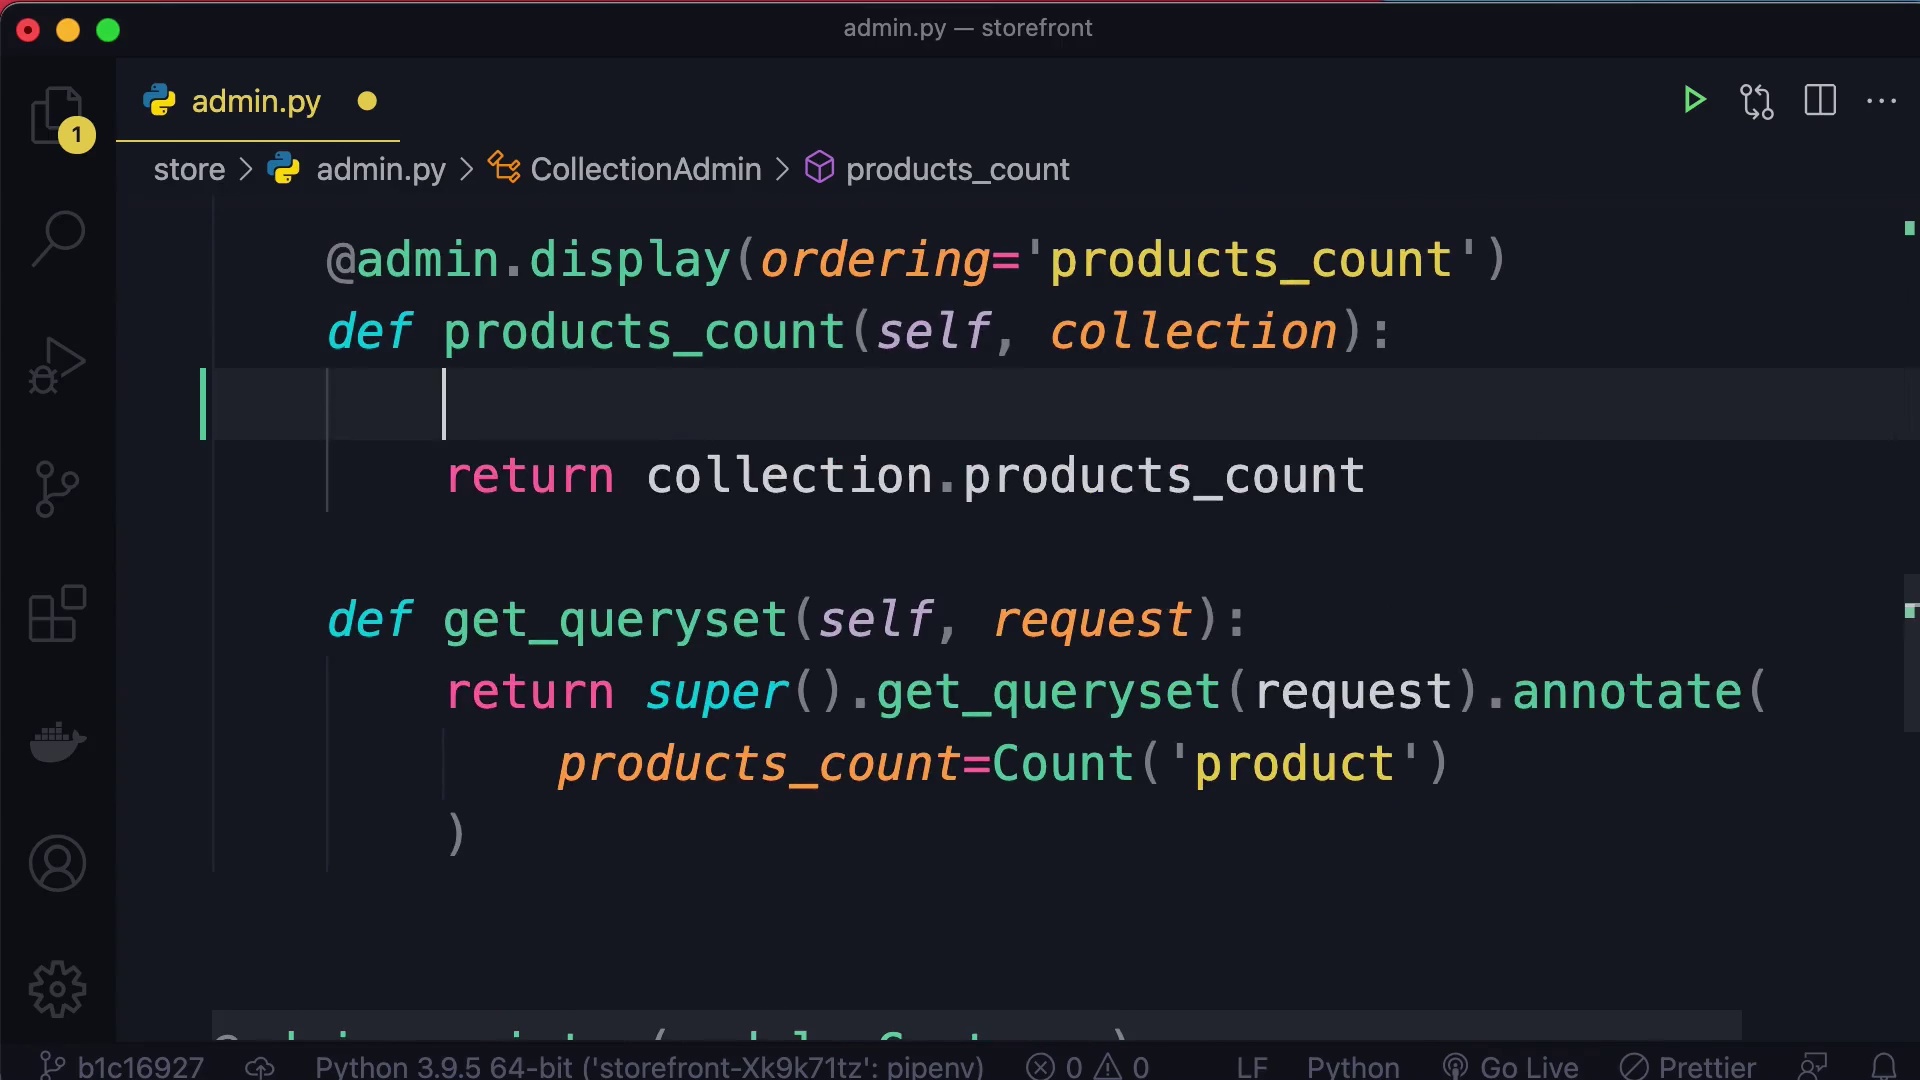 admin.py — storefront
admin.py
1
store > admin.py > CollectionAdmin > products_count
@admin.display(ordering='products_count')
def products_count(self, collection):
return collection.products_count
def get_queryset(self, request):
return super().get_queryset(request).annotate(
products_count=Count('product')
)
b1c16927 Python 3.9.5 64-bit ('storefront-Xk9k71tz': pipenv) 0 0 LF Python Go Live Prettier